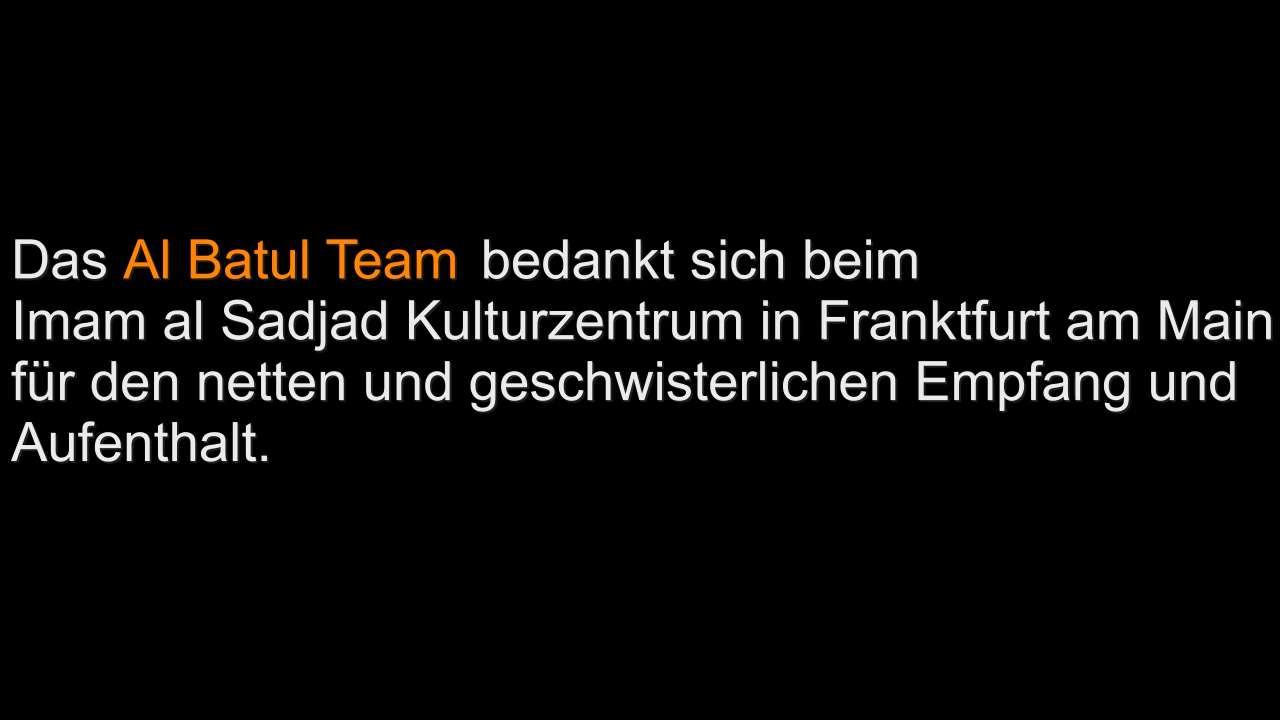 Das Al Batul Team bedankt sich beim
Imam al Sadjad Kulturzentrum in Franktfurt am Main
für den netten und geschwisterlichen Empfang und
Aufenthalt.